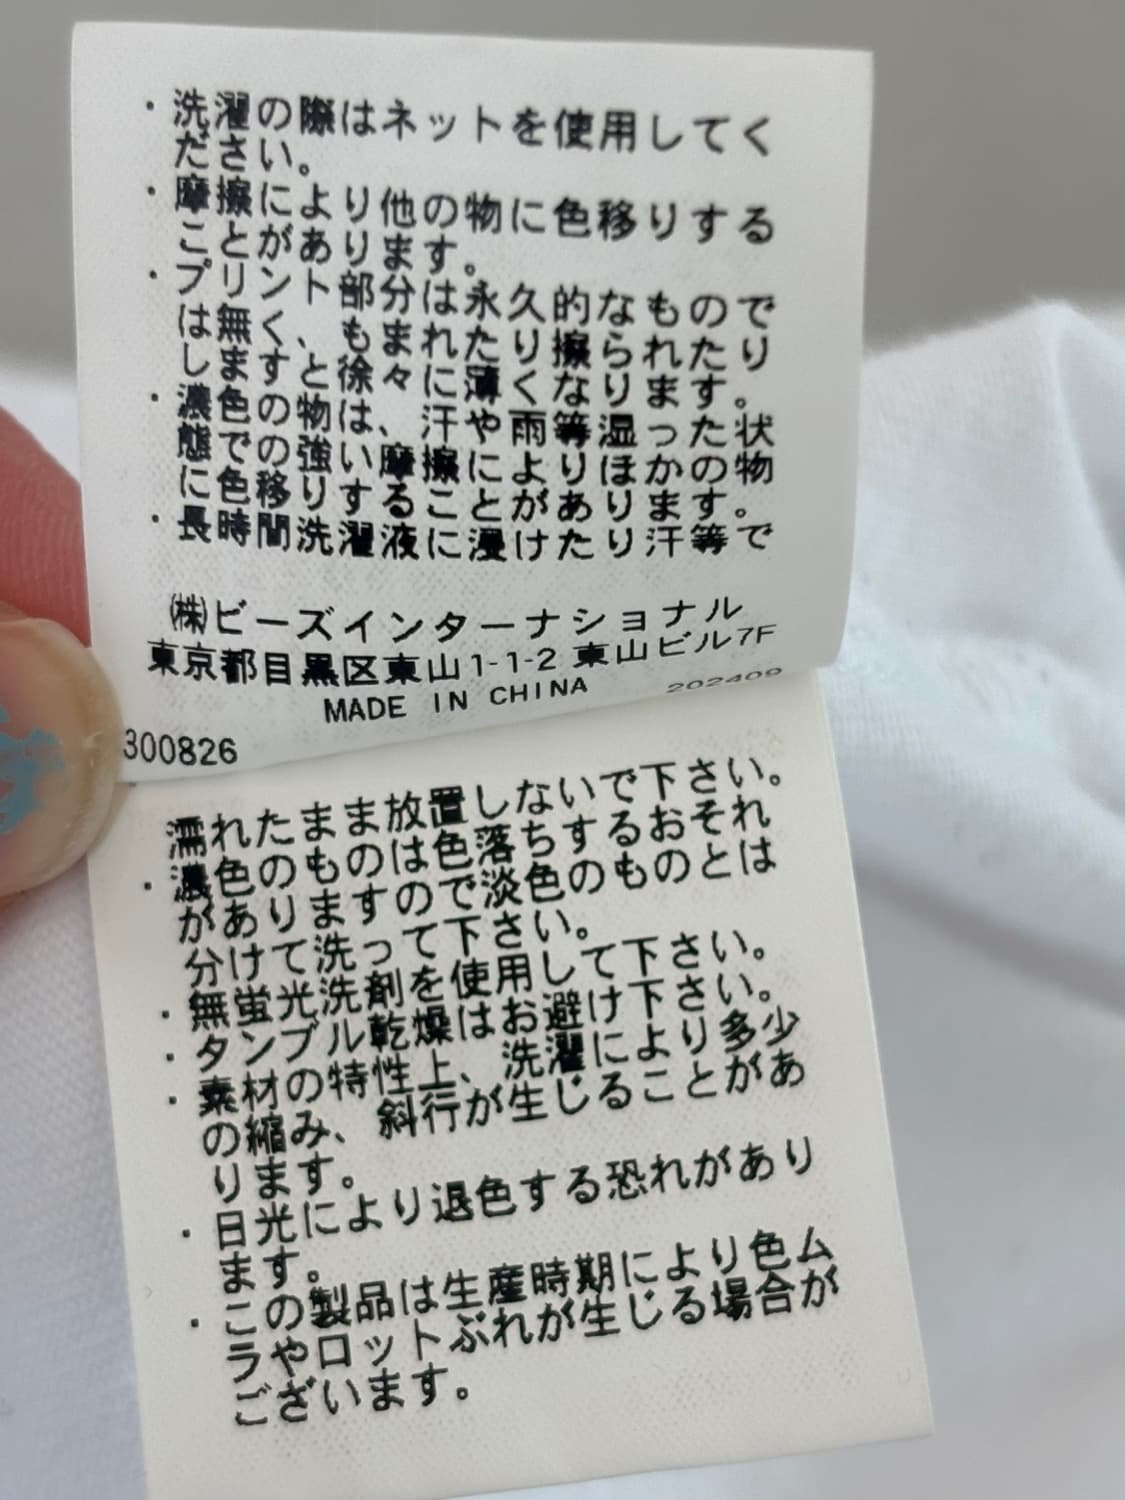 ・洗濯の際はネットを使用してく
ださい。
・摩擦により他の物に色移りする
ことがあります。
・プリント部分は永久的なもので
は無く、もまれたり擦られたり
しますと徐々に薄くなります。
・濃色の物は、汗や雨等湿った状
態での強い摩擦によりほかの物
に色移りすることがあります。
・長時間洗濯液に浸けたり汗等で
㈱ビーズインターナショナル
東京都目黒区東山1-1-2 東山ビル7F
MADE IN CHINA 202409
300826
濡れたまま放置しないで下さい。
・濃色のものは色落ちするおそれ
がありますので淡色のものとは
分けて洗って下さい。
・無蛍光洗剤を使用して下さい。
・タンブル乾燥はお避け下さい。
・素材の特性上、洗濯により多少
の縮み、斜行が生じることがあ
ります。
・日光により退色する恐れがあり
ます。
・この製品は生産時期により色ム
ラやロットぶれが生じる場合が
ございます。